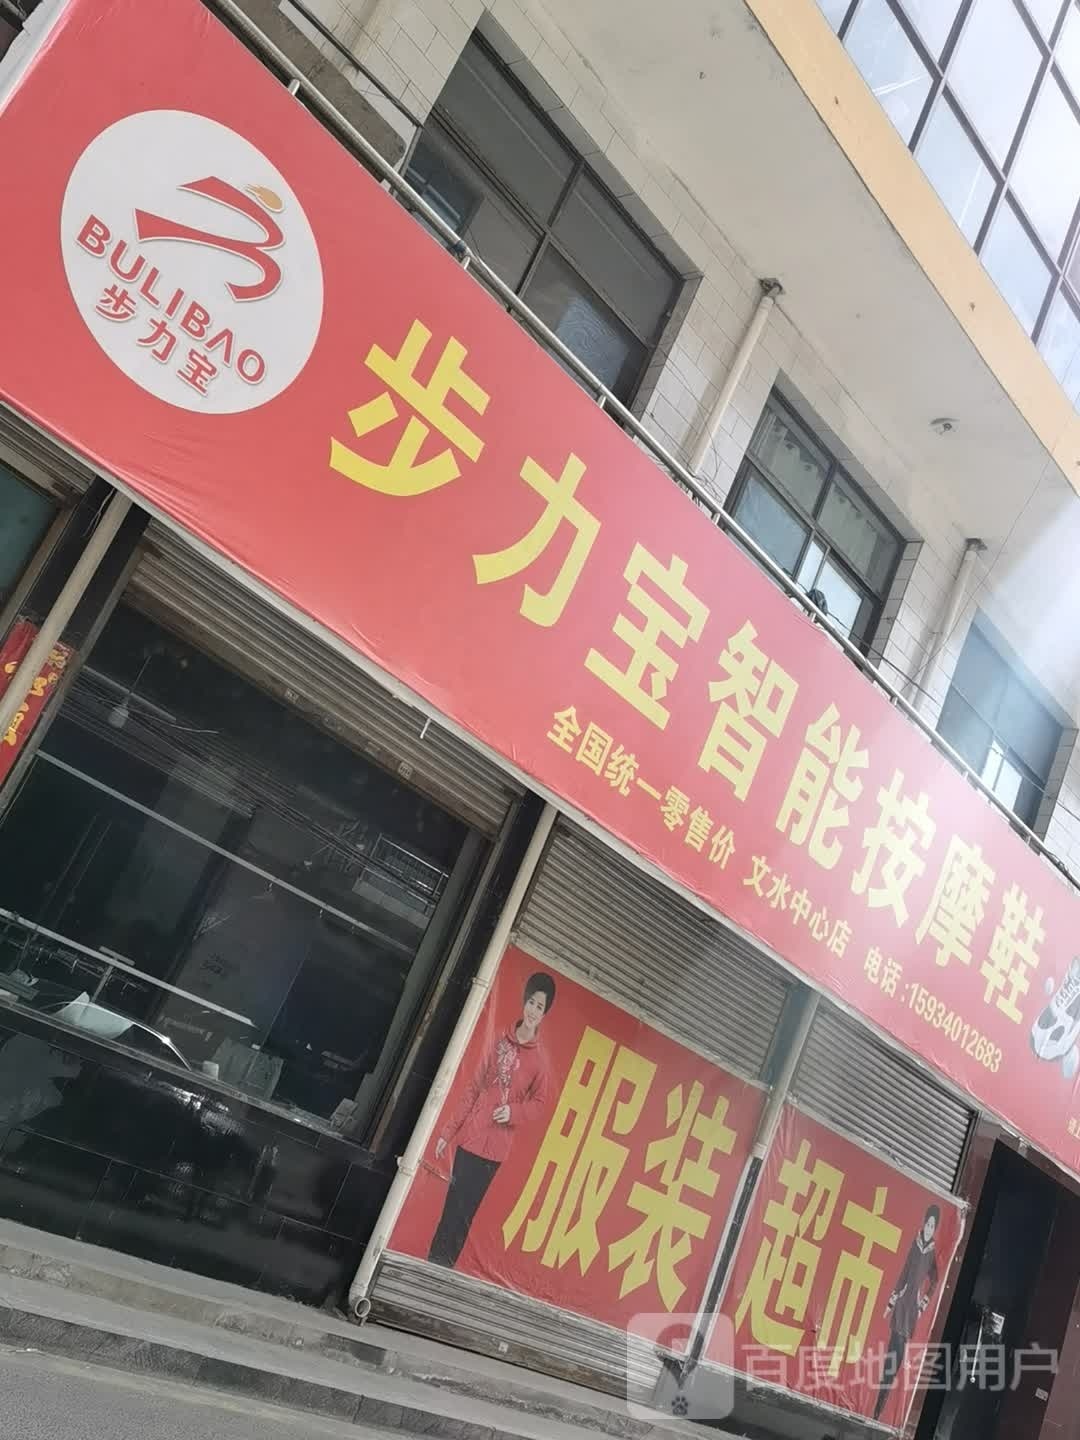 BULIBAO
步力宝
步力宝智能按摩鞋
全国统一零售价 文水中心店 电话:15934012683
服装 超市
百度地图用户